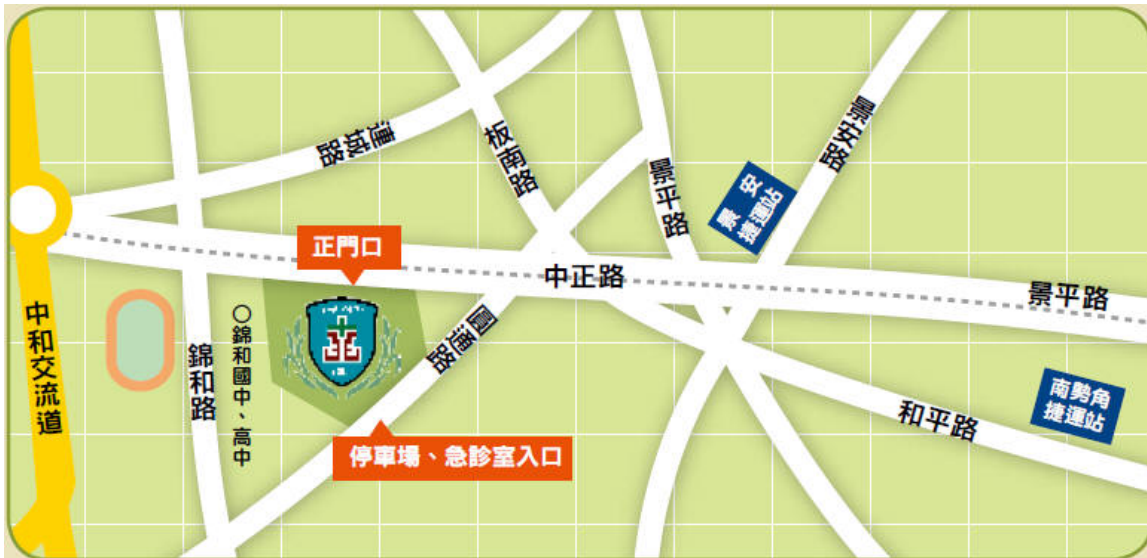 連城路
板南路
景平路
景安路
景安
捷運站
正門口
中正路
景平路
中和交流道
錦和路
○錦和國中、高中
圓通路
停車場、急診室入口
和平路
南勢角
捷運站